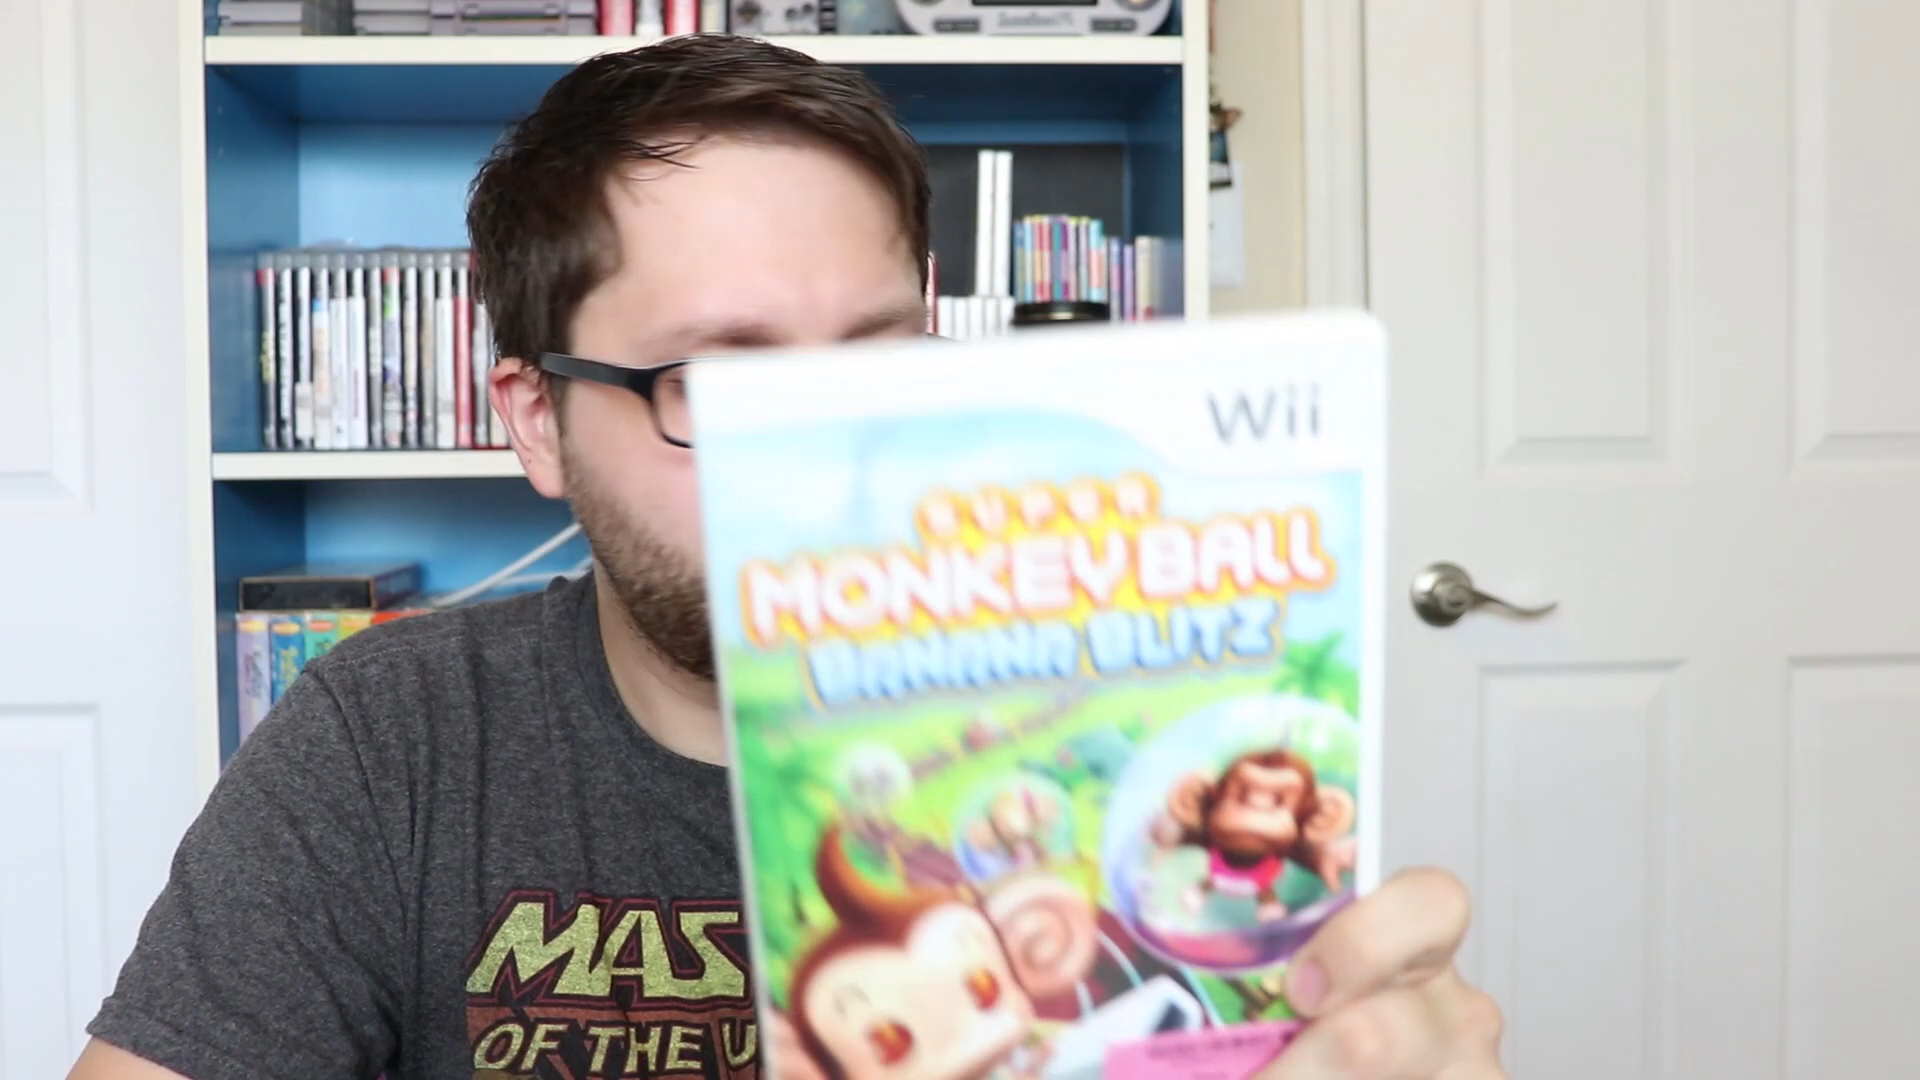 Wii
SUPER
MONKEY BALL
BANANA BLITZ
MAS
OF THE U